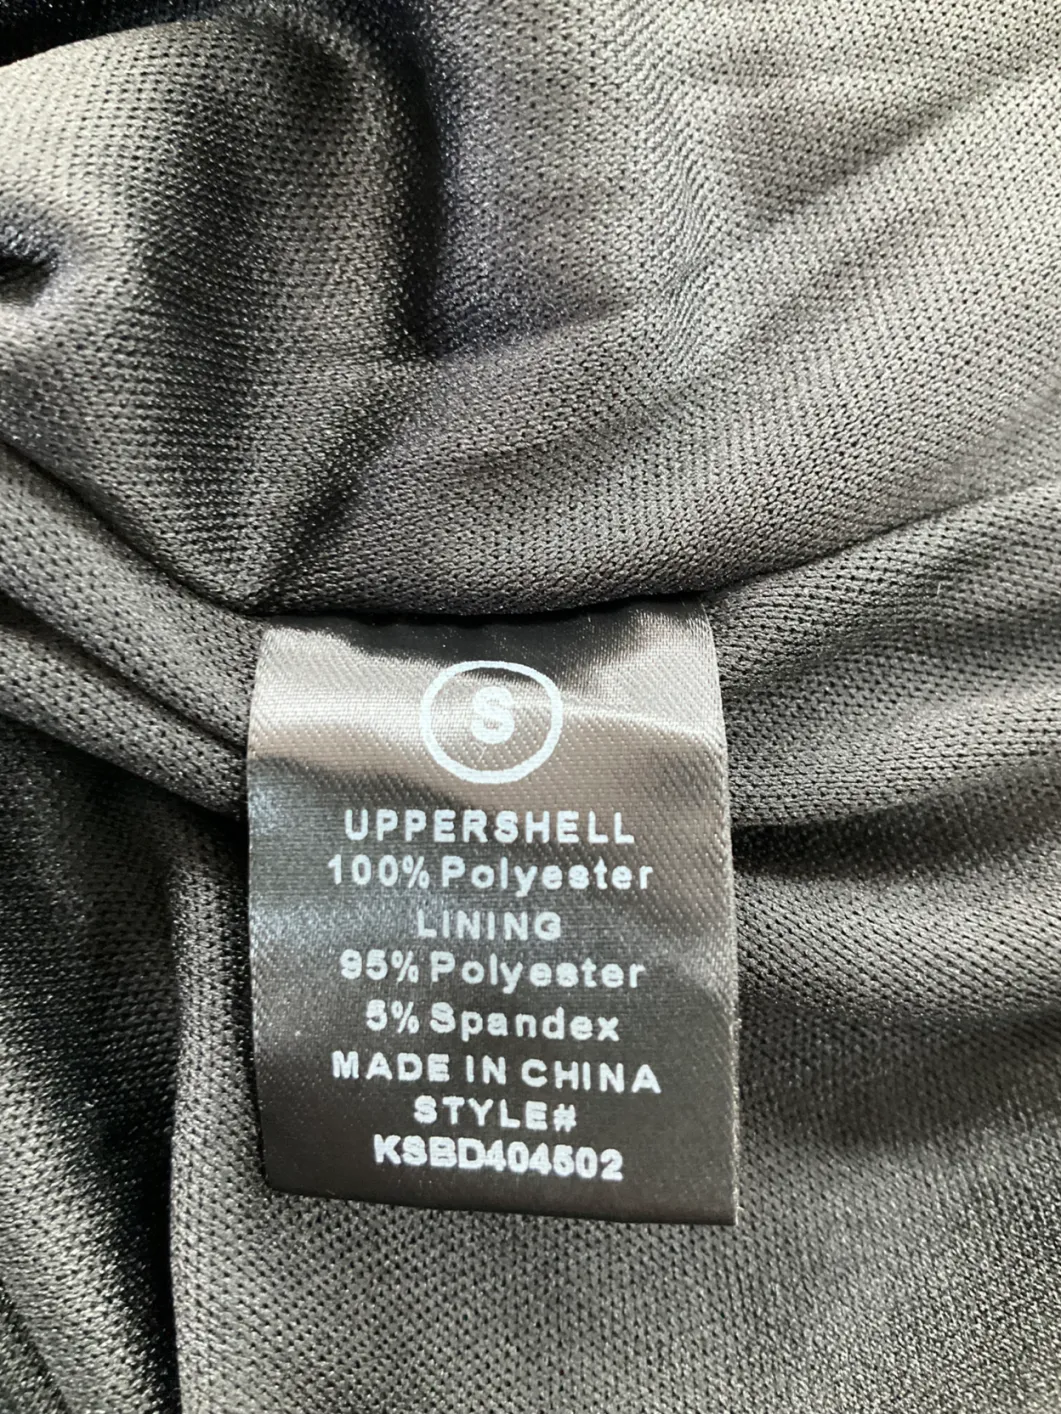 S
UPPERSHELL
100% Polyester
LINING
95% Polyester
5% Spandex
MADE IN CHINA
STYLE#
KSBD404502